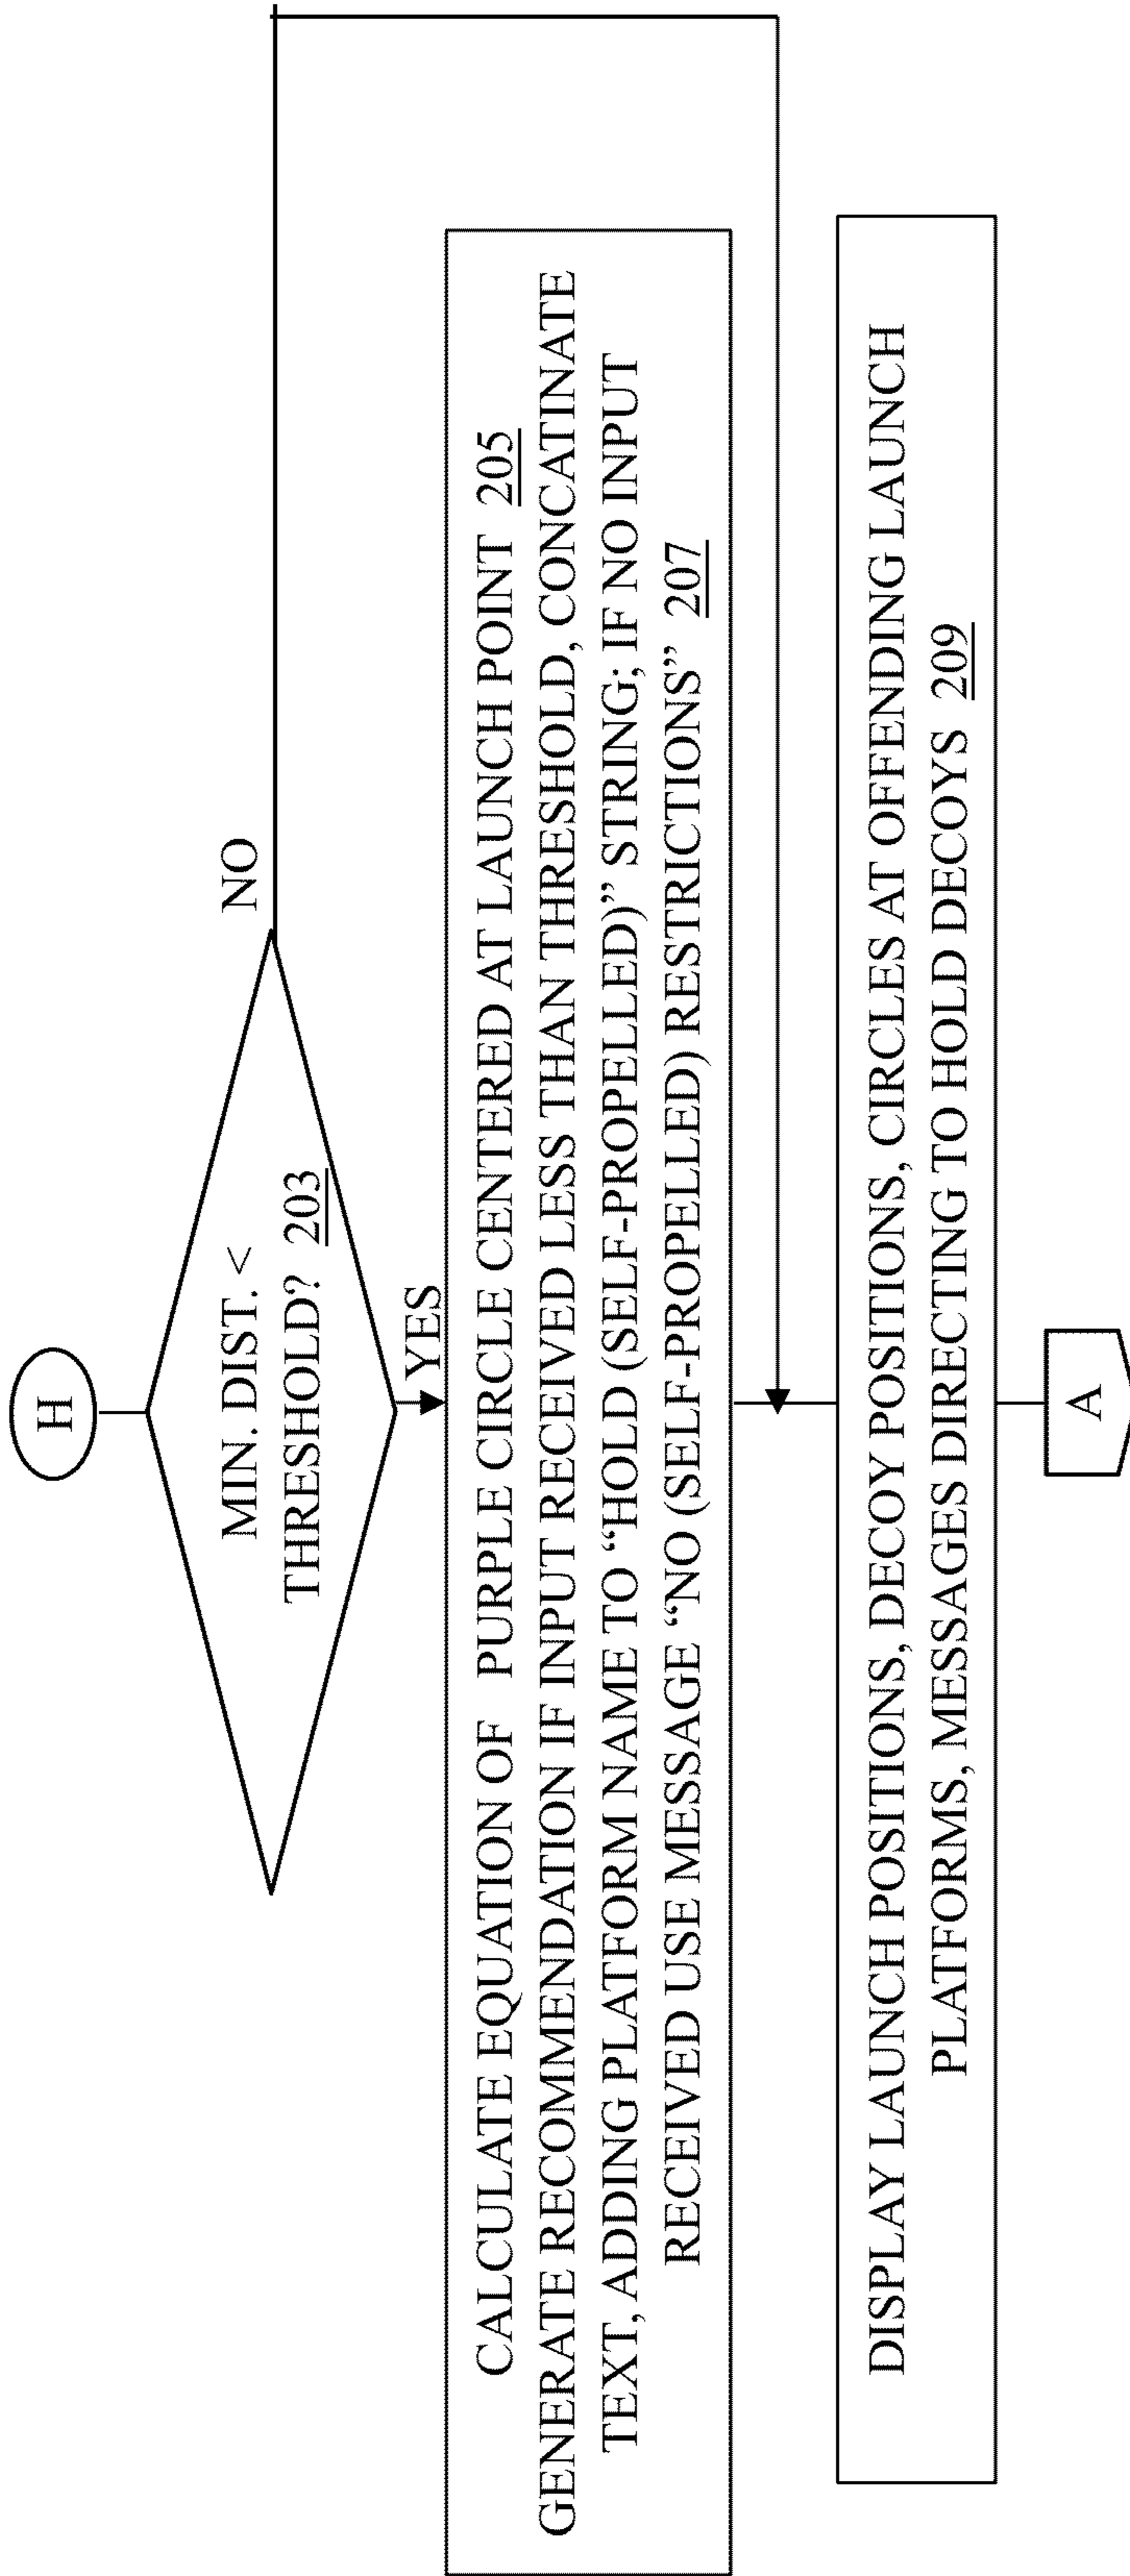 H
MIN. DIST. <
THRESHOLD? 203
NO
YES
CALCULATE EQUATION OF PURPLE CIRCLE CENTERED AT LAUNCH POINT 205
GENERATE RECOMMENDATION IF INPUT RECEIVED LESS THAN THRESHOLD, CONCATINATE
TEXT, ADDING PLATFORM NAME TO “HOLD (SELF-PROPELLED)” STRING; IF NO INPUT
RECEIVED USE MESSAGE “NO (SELF-PROPELLED) RESTRICTIONS” 207
DISPLAY LAUNCH POSITIONS, DECOY POSITIONS, CIRCLES AT OFFENDING LAUNCH
PLATFORMS, MESSAGES DIRECTING TO HOLD DECOYS 209
A